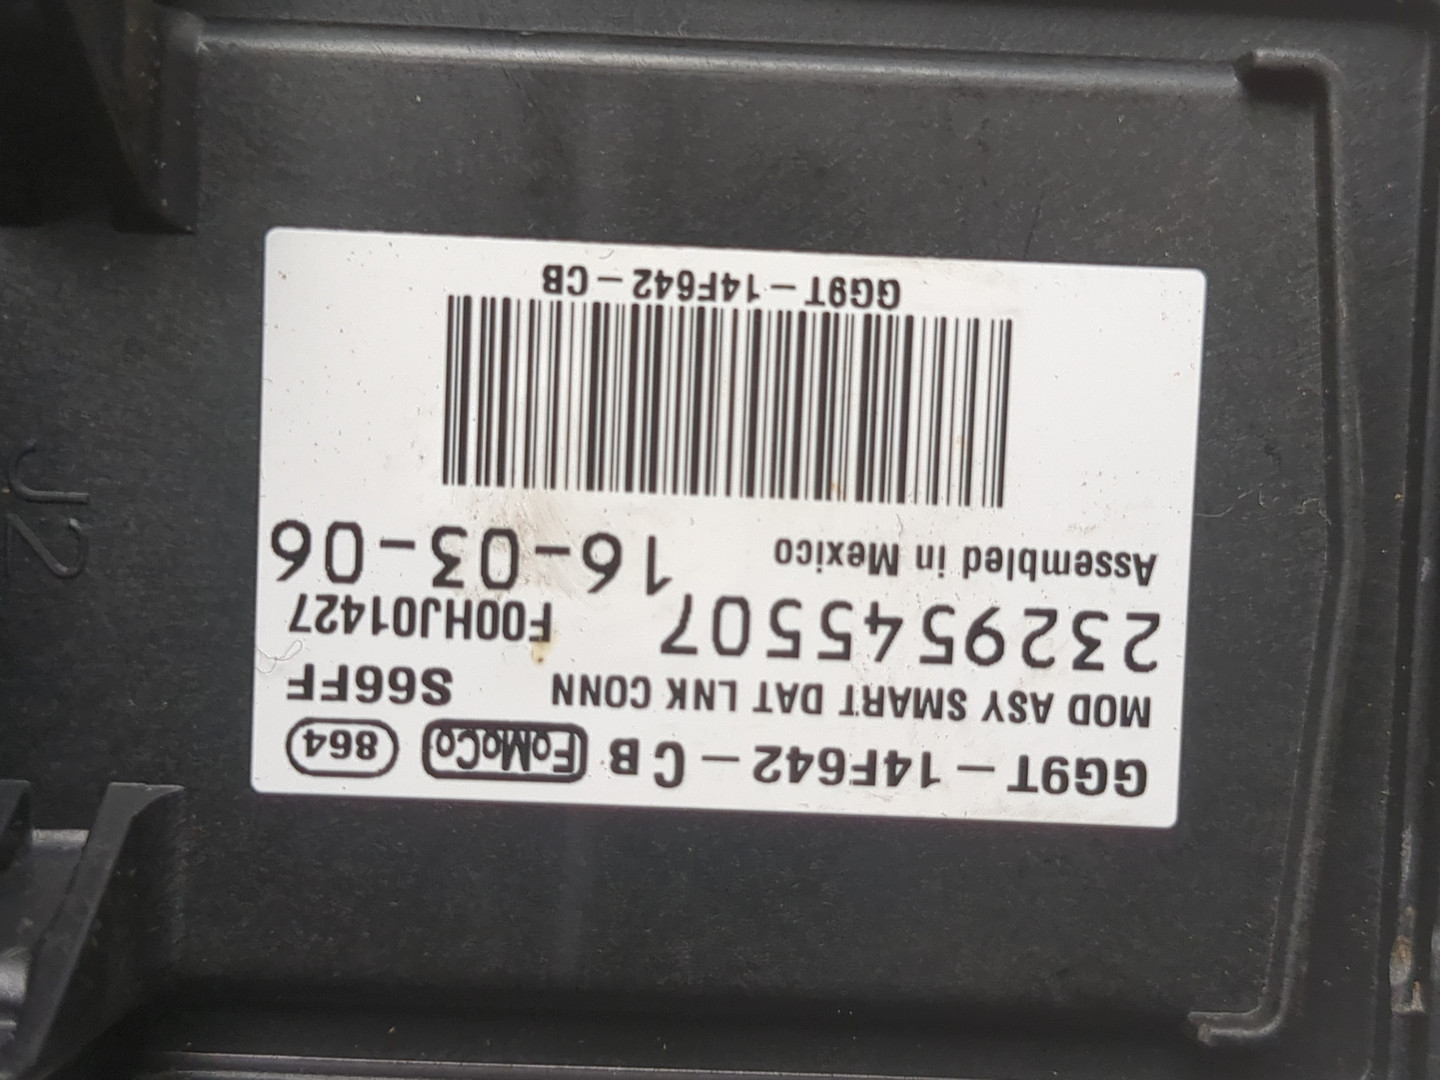 GG9T-14F642-CB FoMoCo 864
MOD ASY SMART DAT LNK CONN S66FF
2329545507 F00HJ01427
Assembled in Mexico 16-03-06
GG9T-14F642-CB
J2